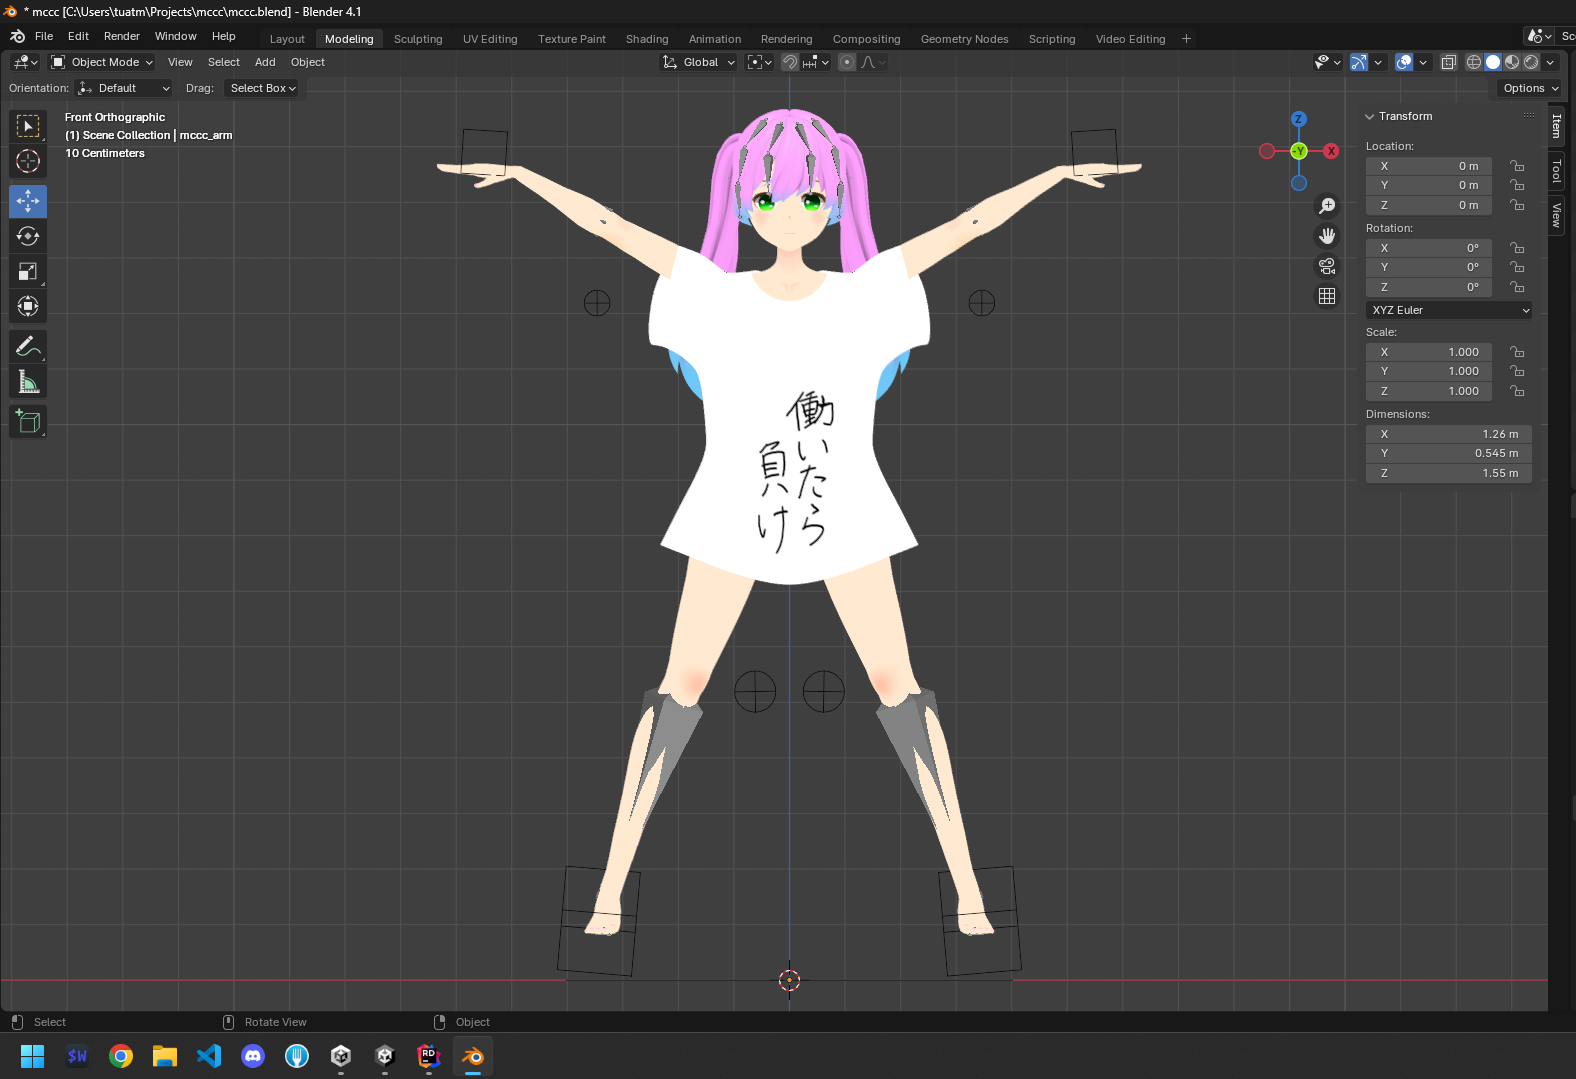 * mccc [C:\Users\tuatm\Projects\mccc\mccc.blend] - Blender 4.1
File Edit Render Window Help Layout Modeling Sculpting UV Editing Texture Paint Shading Animation Rendering Compositing Geometry Nodes Scripting Video Editing +
Object Mode View Select Add Object Global
Orientation: Default Drag: Select Box Options
Front Orthographic
(1) Scene Collection | mccc_arm
10 Centimeters
Z
-Y
X
働いたら
負け
Transform
Location:
X 0 m
Y 0 m
Z 0 m
Rotation:
X 0°
Y 0°
Z 0°
XYZ Euler
Scale:
X 1.000
Y 1.000
Z 1.000
Dimensions:
X 1.26 m
Y 0.545 m
Z 1.55 m
Item
Tool
View
Select Rotate View Object
$W
RD